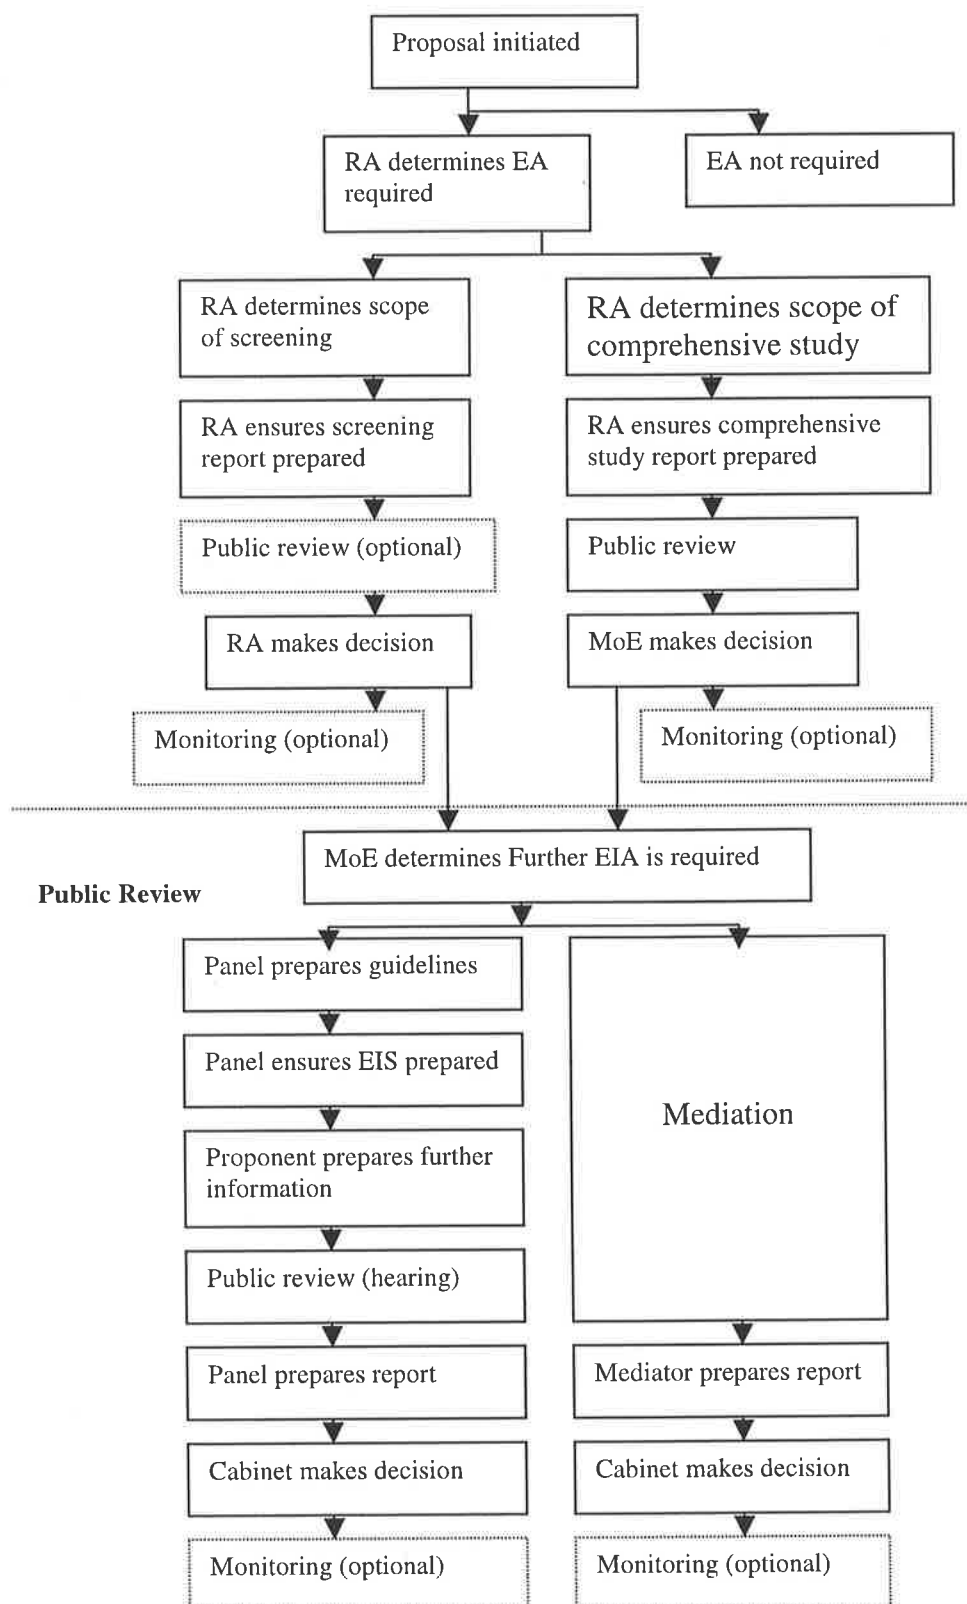 Proposal initiated
RA determines EA
required
EA not required
RA determines scope
of screening
RA determines scope of
comprehensive study
RA ensures screening
report prepared
RA ensures comprehensive
study report prepared
Public review (optional)
Public review
RA makes decision
MoE makes decision
Monitoring (optional)
Monitoring (optional)
MoE determines Further EIA is required
Public Review
Panel prepares guidelines
Panel ensures EIS prepared
Proponent prepares further
information
Public review (hearing)
Panel prepares report
Cabinet makes decision
Monitoring (optional)
Mediation
Mediator prepares report
Cabinet makes decision
Monitoring (optional)